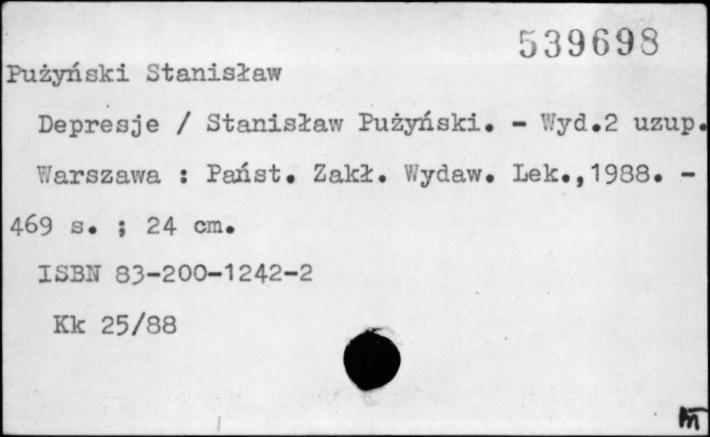 539698
Pużyński Stanisław
Depresje / Stanisław Pużyński. - Wyd.2 uzup.
Warszawa : Państ. Zakł. Wydaw. Lek.,1988. -
469 s. ; 24 cm.
ISBN 83-200-1242-2
Kk 25/88